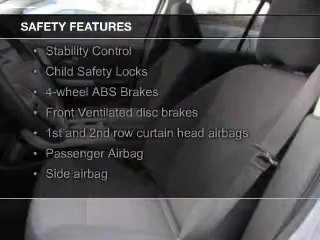 SAFETY FEATURES
• Stability Control
• Child Safety Locks
• 4-wheel ABS Brakes
• Front Ventilated disc brakes
• 1st and 2nd row curtain head airbags
• Passenger Airbag
• Side airbag